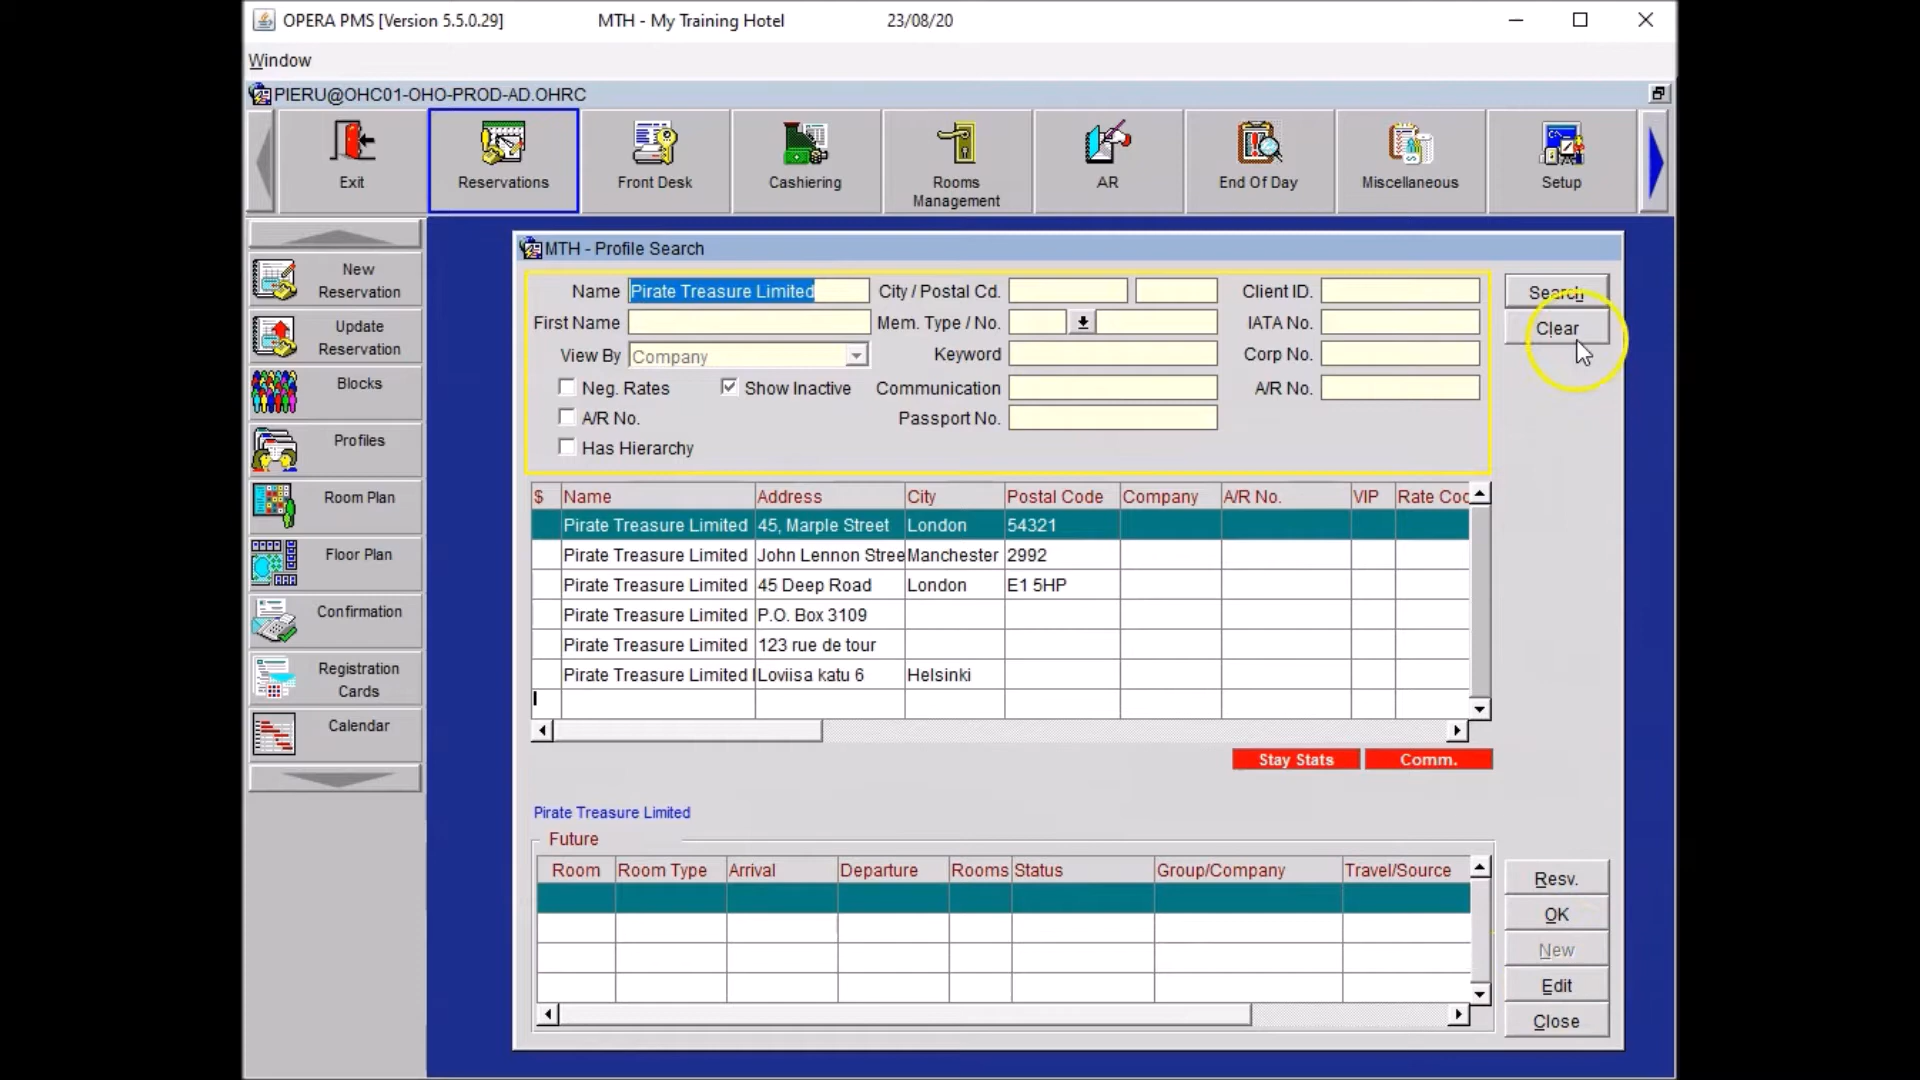 OPERA PMS [Version 5.5.0.29] MTH - My Training Hotel 23/08/20
Window
PIERU@OHC01-OHO-PROD-AD.OHRC
Exit
Reservations
Front Desk
Cashiering
Rooms
Management
AR
End Of Day
Miscellaneous
Setup
New
Reservation
Update
Reservation
Blocks
Profiles
Room Plan
Floor Plan
Confirmation
Registration
Cards
Calendar
MTH - Profile Search
Name Pirate Treasure Limited City / Postal Cd. Client ID. Search
First Name Mem. Type / No. IATA No. Clear
View By Company Keyword Corp No.
Neg. Rates Show Inactive Communication A/R No.
A/R No. Passport No.
Has Hierarchy
$ Name Address City Postal Code Company A/R No. VIP Rate Coc
Pirate Treasure Limited 45, Marple Street London 54321
Pirate Treasure Limited John Lennon Stree Manchester 2992
Pirate Treasure Limited 45 Deep Road London E1 5HP
Pirate Treasure Limited P.O. Box 3109
Pirate Treasure Limited 123 rue de tour
Pirate Treasure Limited Loviisa katu 6 Helsinki
Stay Stats Comm.
Pirate Treasure Limited
Future
Room Room Type Arrival Departure Rooms Status Group/Company Travel/Source
Resv.
OK
New
Edit
Close